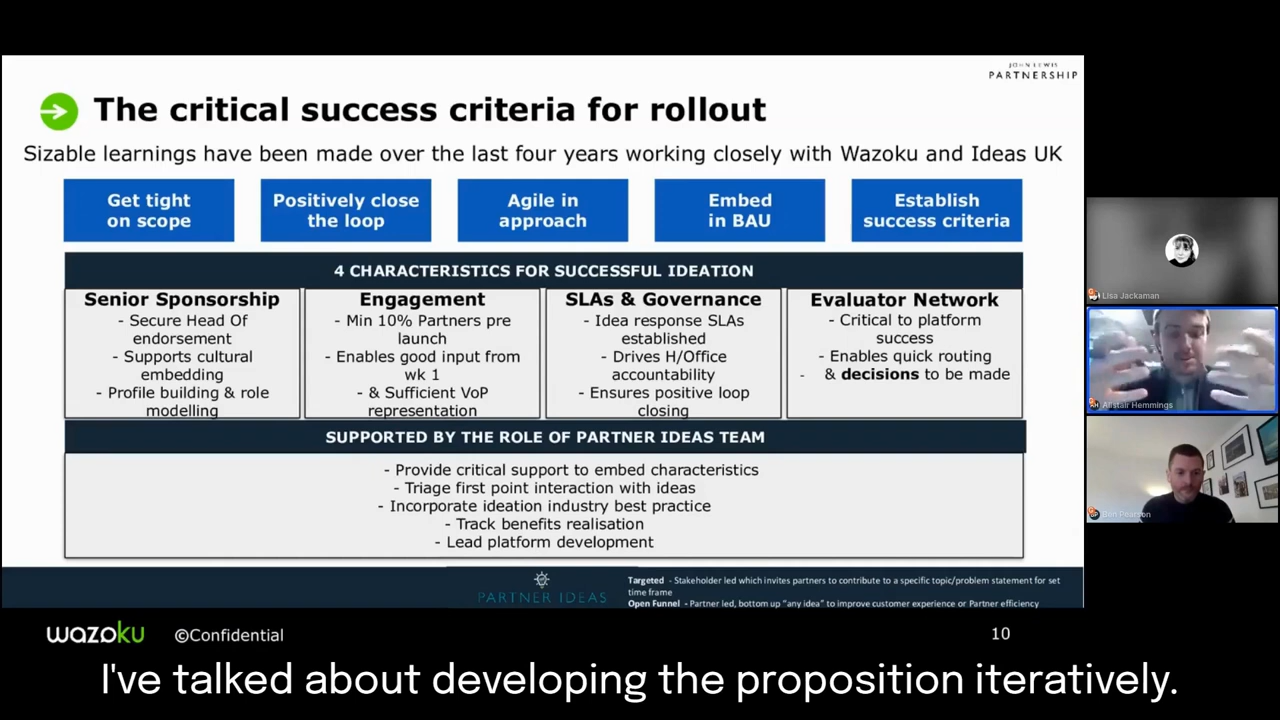 JOHN LEWIS
PARTNERSHIP
The critical success criteria for rollout
Sizable learnings have been made over the last four years working closely with Wazoku and Ideas UK
Get tight
on scope
Positively close
the loop
Agile in
approach
Embed
in BAU
Establish
success criteria
4 CHARACTERISTICS FOR SUCCESSFUL IDEATION
Senior Sponsorship
- Secure Head Of
endorsement
- Supports cultural
embedding
- Profile building & role
modelling
Engagement
- Min 10% Partners pre
launch
- Enables good input from
wk 1
- & Sufficient VoP
representation
SLAs & Governance
- Idea response SLAs
established
- Drives H/Office
accountability
- Ensures positive loop
closing
Evaluator Network
- Critical to platform
success
- Enables quick routing
- & decisions to be made
SUPPORTED BY THE ROLE OF PARTNER IDEAS TEAM
- Provide critical support to embed characteristics
- Triage first point interaction with ideas
- Incorporate ideation industry best practice
- Track benefits realisation
- Lead platform development
PARTNER IDEAS
Targeted - Stakeholder led which invites partners to contribute to a specific topic/problem statement for set
time frame
Open Funnel - Partner led, bottom up "any idea" to improve customer experience or Partner efficiency
wazoku
©Confidential
10
Lisa Jackaman
Alistair Hemmings
Ben Pearson
I've talked about developing the proposition iteratively.